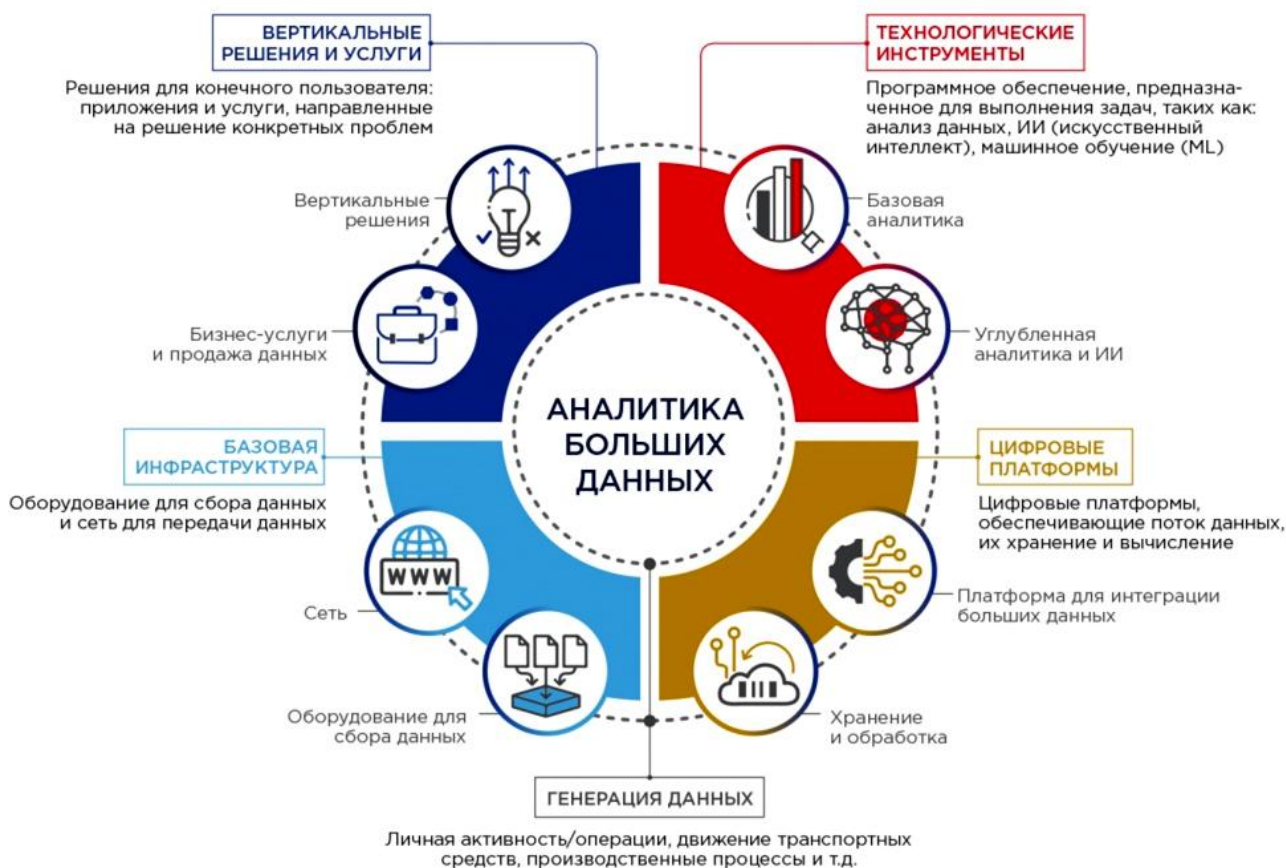 ВЕРТИКАЛЬНЫЕ
РЕШЕНИЯ И УСЛУГИ
Решения для конечного пользователя:
приложения и услуги, направленные
на решение конкретных проблем
ТЕХНОЛОГИЧЕСКИЕ
ИНСТРУМЕНТЫ
Программное обеспечение, предназна-
ченное для выполнения задач, таких как:
анализ данных, ИИ (искусственный
интеллект), машинное обучение (ML)
Вертикальные
решения
Базовая
аналитика
Бизнес-услуги
и продажа данных
Углубленная
аналитика и ИИ
АНАЛИТИКА
БОЛЬШИХ
ДАННЫХ
БАЗОВАЯ
ИНФРАСТРУКТУРА
Оборудование для сбора данных
и сеть для передачи данных
ЦИФРОВЫЕ
ПЛАТФОРМЫ
Цифровые платформы,
обеспечивающие поток данных,
их хранение и вычисление
WWW
Сеть
Платформа для интеграции
больших данных
Оборудование для
сбора данных
Хранение
и обработка
ГЕНЕРАЦИЯ ДАННЫХ
Личная активность/операции, движение транспортных
средств, производственные процессы и т.д.